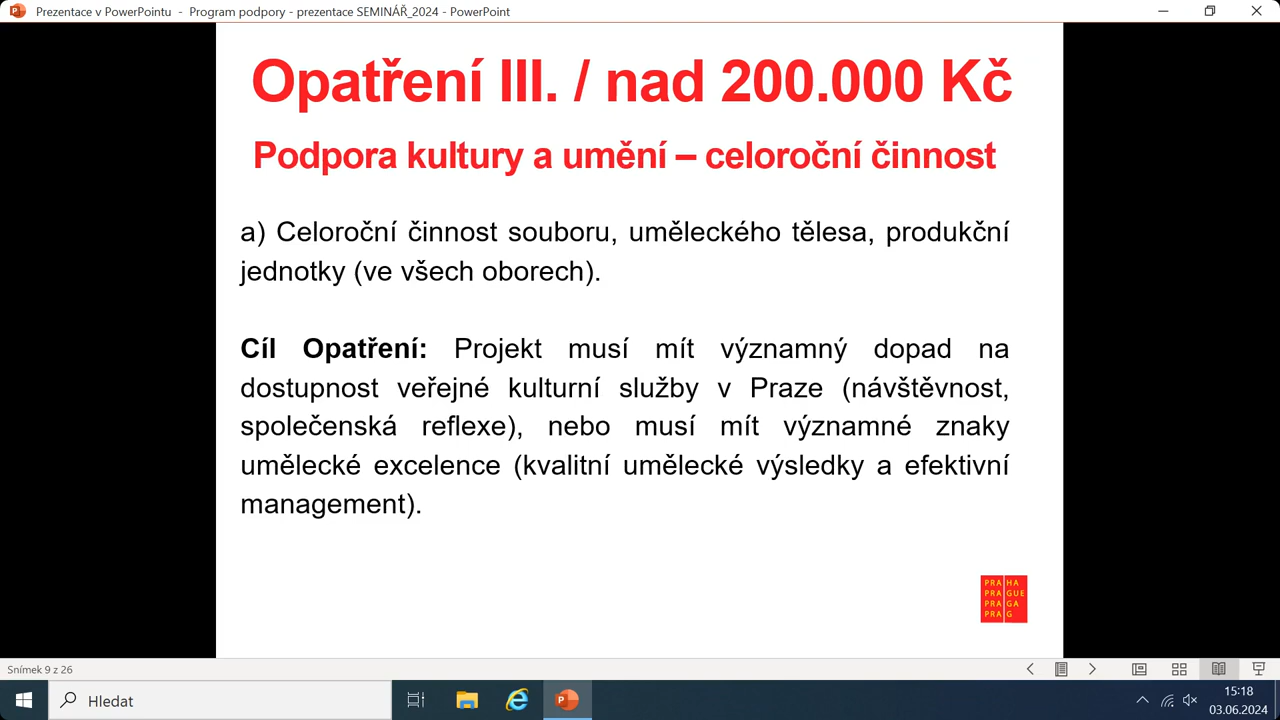 Prezentace v PowerPointu - Program podpory - prezentace SEMINÁŘ_2024 - PowerPoint
Opatření III. / nad 200.000 Kč
Podpora kultury a umění – celoroční činnost
a) Celoroční činnost souboru, uměleckého tělesa, produkční
jednotky (ve všech oborech).
Cíl Opatření: Projekt musí mít významný dopad na
dostupnost veřejné kulturní služby v Praze (návštěvnost,
společenská reflexe), nebo musí mít významné znaky
umělecké excelence (kvalitní umělecké výsledky a efektivní
management).
PRA HA
PRA GUE
PRA GA
PRA G
Snímek 9 z 26
Hledat
15:18
03.06.2024